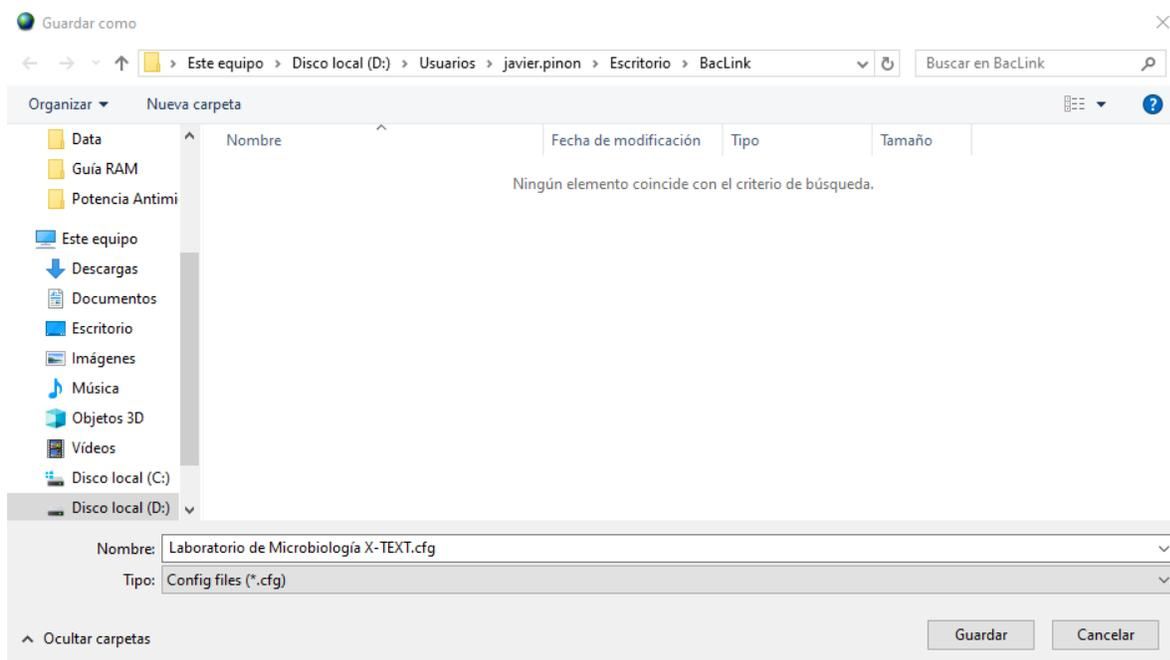 Guardar como
Este equipo > Disco local (D:) > Usuarios > javier.pinon > Escritorio > BacLink
Buscar en BacLink
Organizar
Nueva carpeta
Data
Guía RAM
Potencia Antimi
Este equipo
Descargas
Documentos
Escritorio
Imágenes
Música
Objetos 3D
Vídeos
Disco local (C:)
Disco local (D:)
Nombre
Fecha de modificación
Tipo
Tamaño
Ningún elemento coincide con el criterio de búsqueda.
Nombre: Laboratorio de Microbiología X-TEXT.cfg
Tipo: Config files (*.cfg)
Ocultar carpetas
Guardar
Cancelar